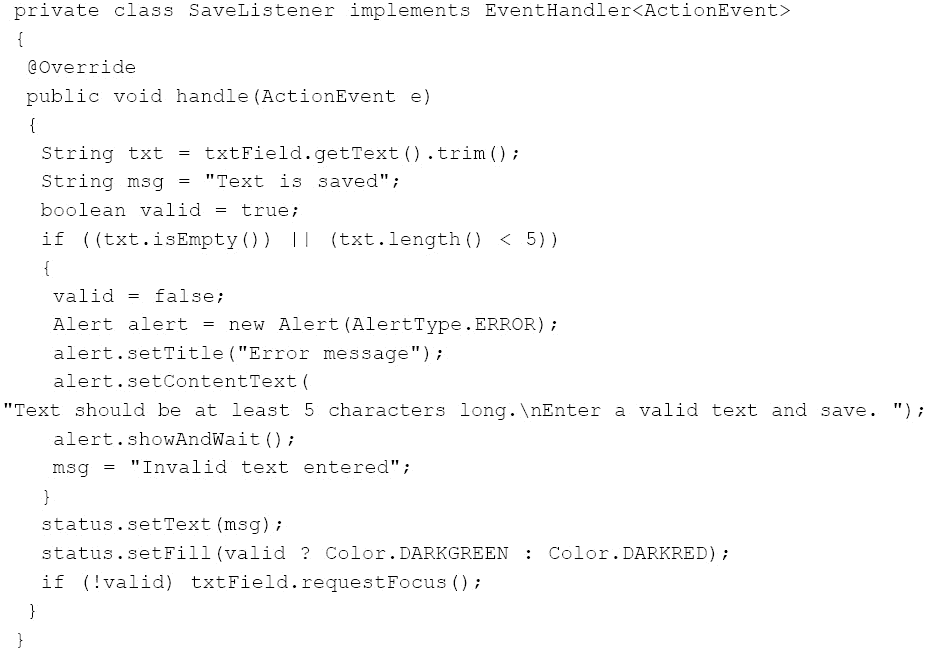 private class SaveListener implements EventHandler<ActionEvent>
{
@Override
public void handle(ActionEvent e)
{
String txt = txtField.getText().trim();
String msg = "Text is saved";
boolean valid = true;
if ((txt.isEmpty()) || (txt.length() < 5))
{
valid = false;
Alert alert = new Alert(AlertType.ERROR);
alert.setTitle("Error message");
alert.setContentText(
"Text should be at least 5 characters long.\nEnter a valid text and save. ");
alert.showAndWait();
msg = "Invalid text entered";
}
status.setText(msg);
status.setFill(valid ? Color.DARKGREEN : Color.DARKRED);
if (!valid) txtField.requestFocus();
}
}